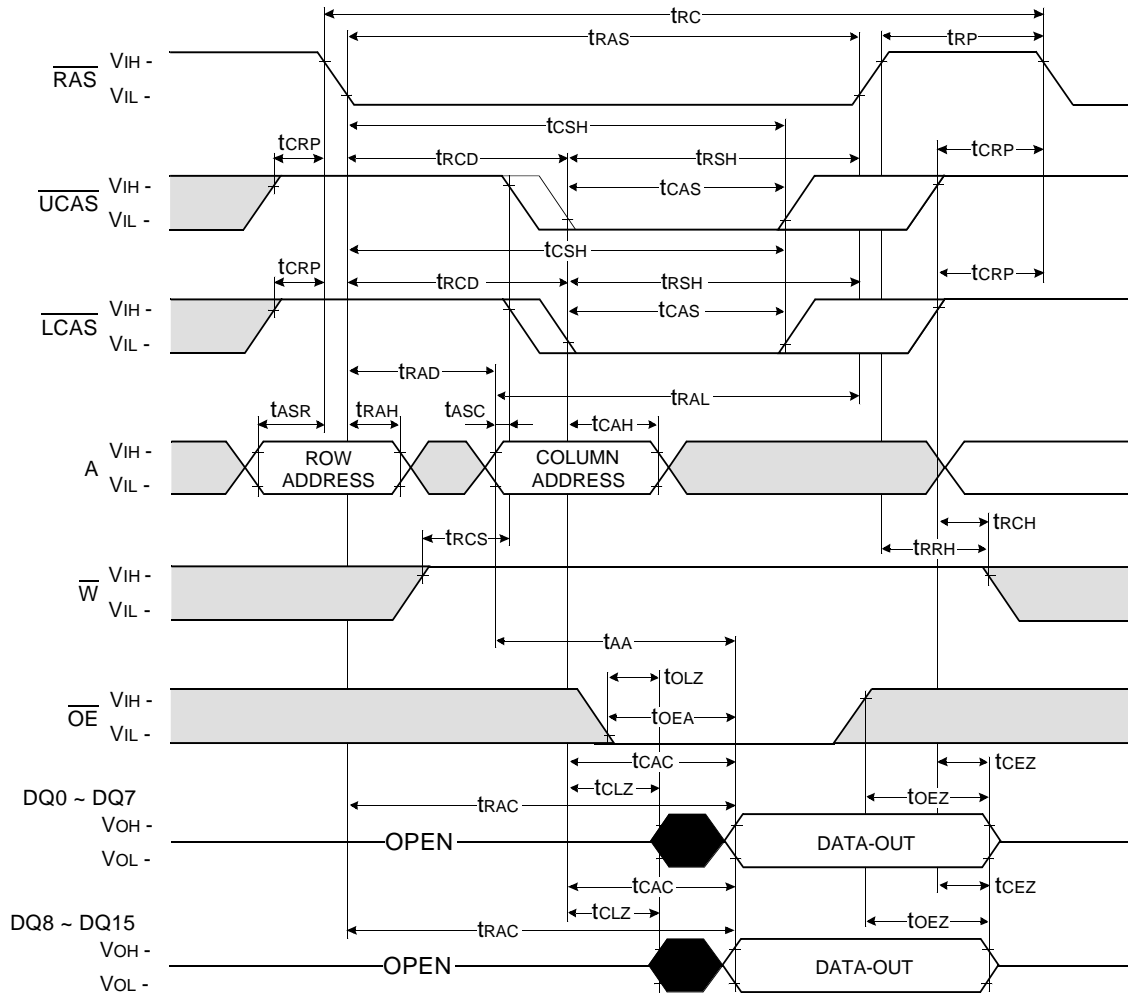 tRC
tRAS
tRP
RAS
VIH -
VIL -
tCSH
tCRP
tRCD
tRSH
tCRP
UCAS
VIH -
VIL -
tCAS
tCSH
tCRP
tRCD
tRSH
tCRP
LCAS
VIH -
VIL -
tCAS
tRAD
tRAL
tASR
tRAH
tASC
tCAH
A
VIH -
VIL -
ROW
ADDRESS
COLUMN
ADDRESS
tRCH
tRCS
tRRH
W
VIH -
VIL -
tAA
tOLZ
OE
VIH -
VIL -
tOEA
tCAC
tCEZ
tCLZ
tOEZ
DQ0 ~ DQ7
tRAC
VOH -
VOL -
OPEN
DATA-OUT
tCAC
tCEZ
tCLZ
tOEZ
DQ8 ~ DQ15
tRAC
VOH -
VOL -
OPEN
DATA-OUT